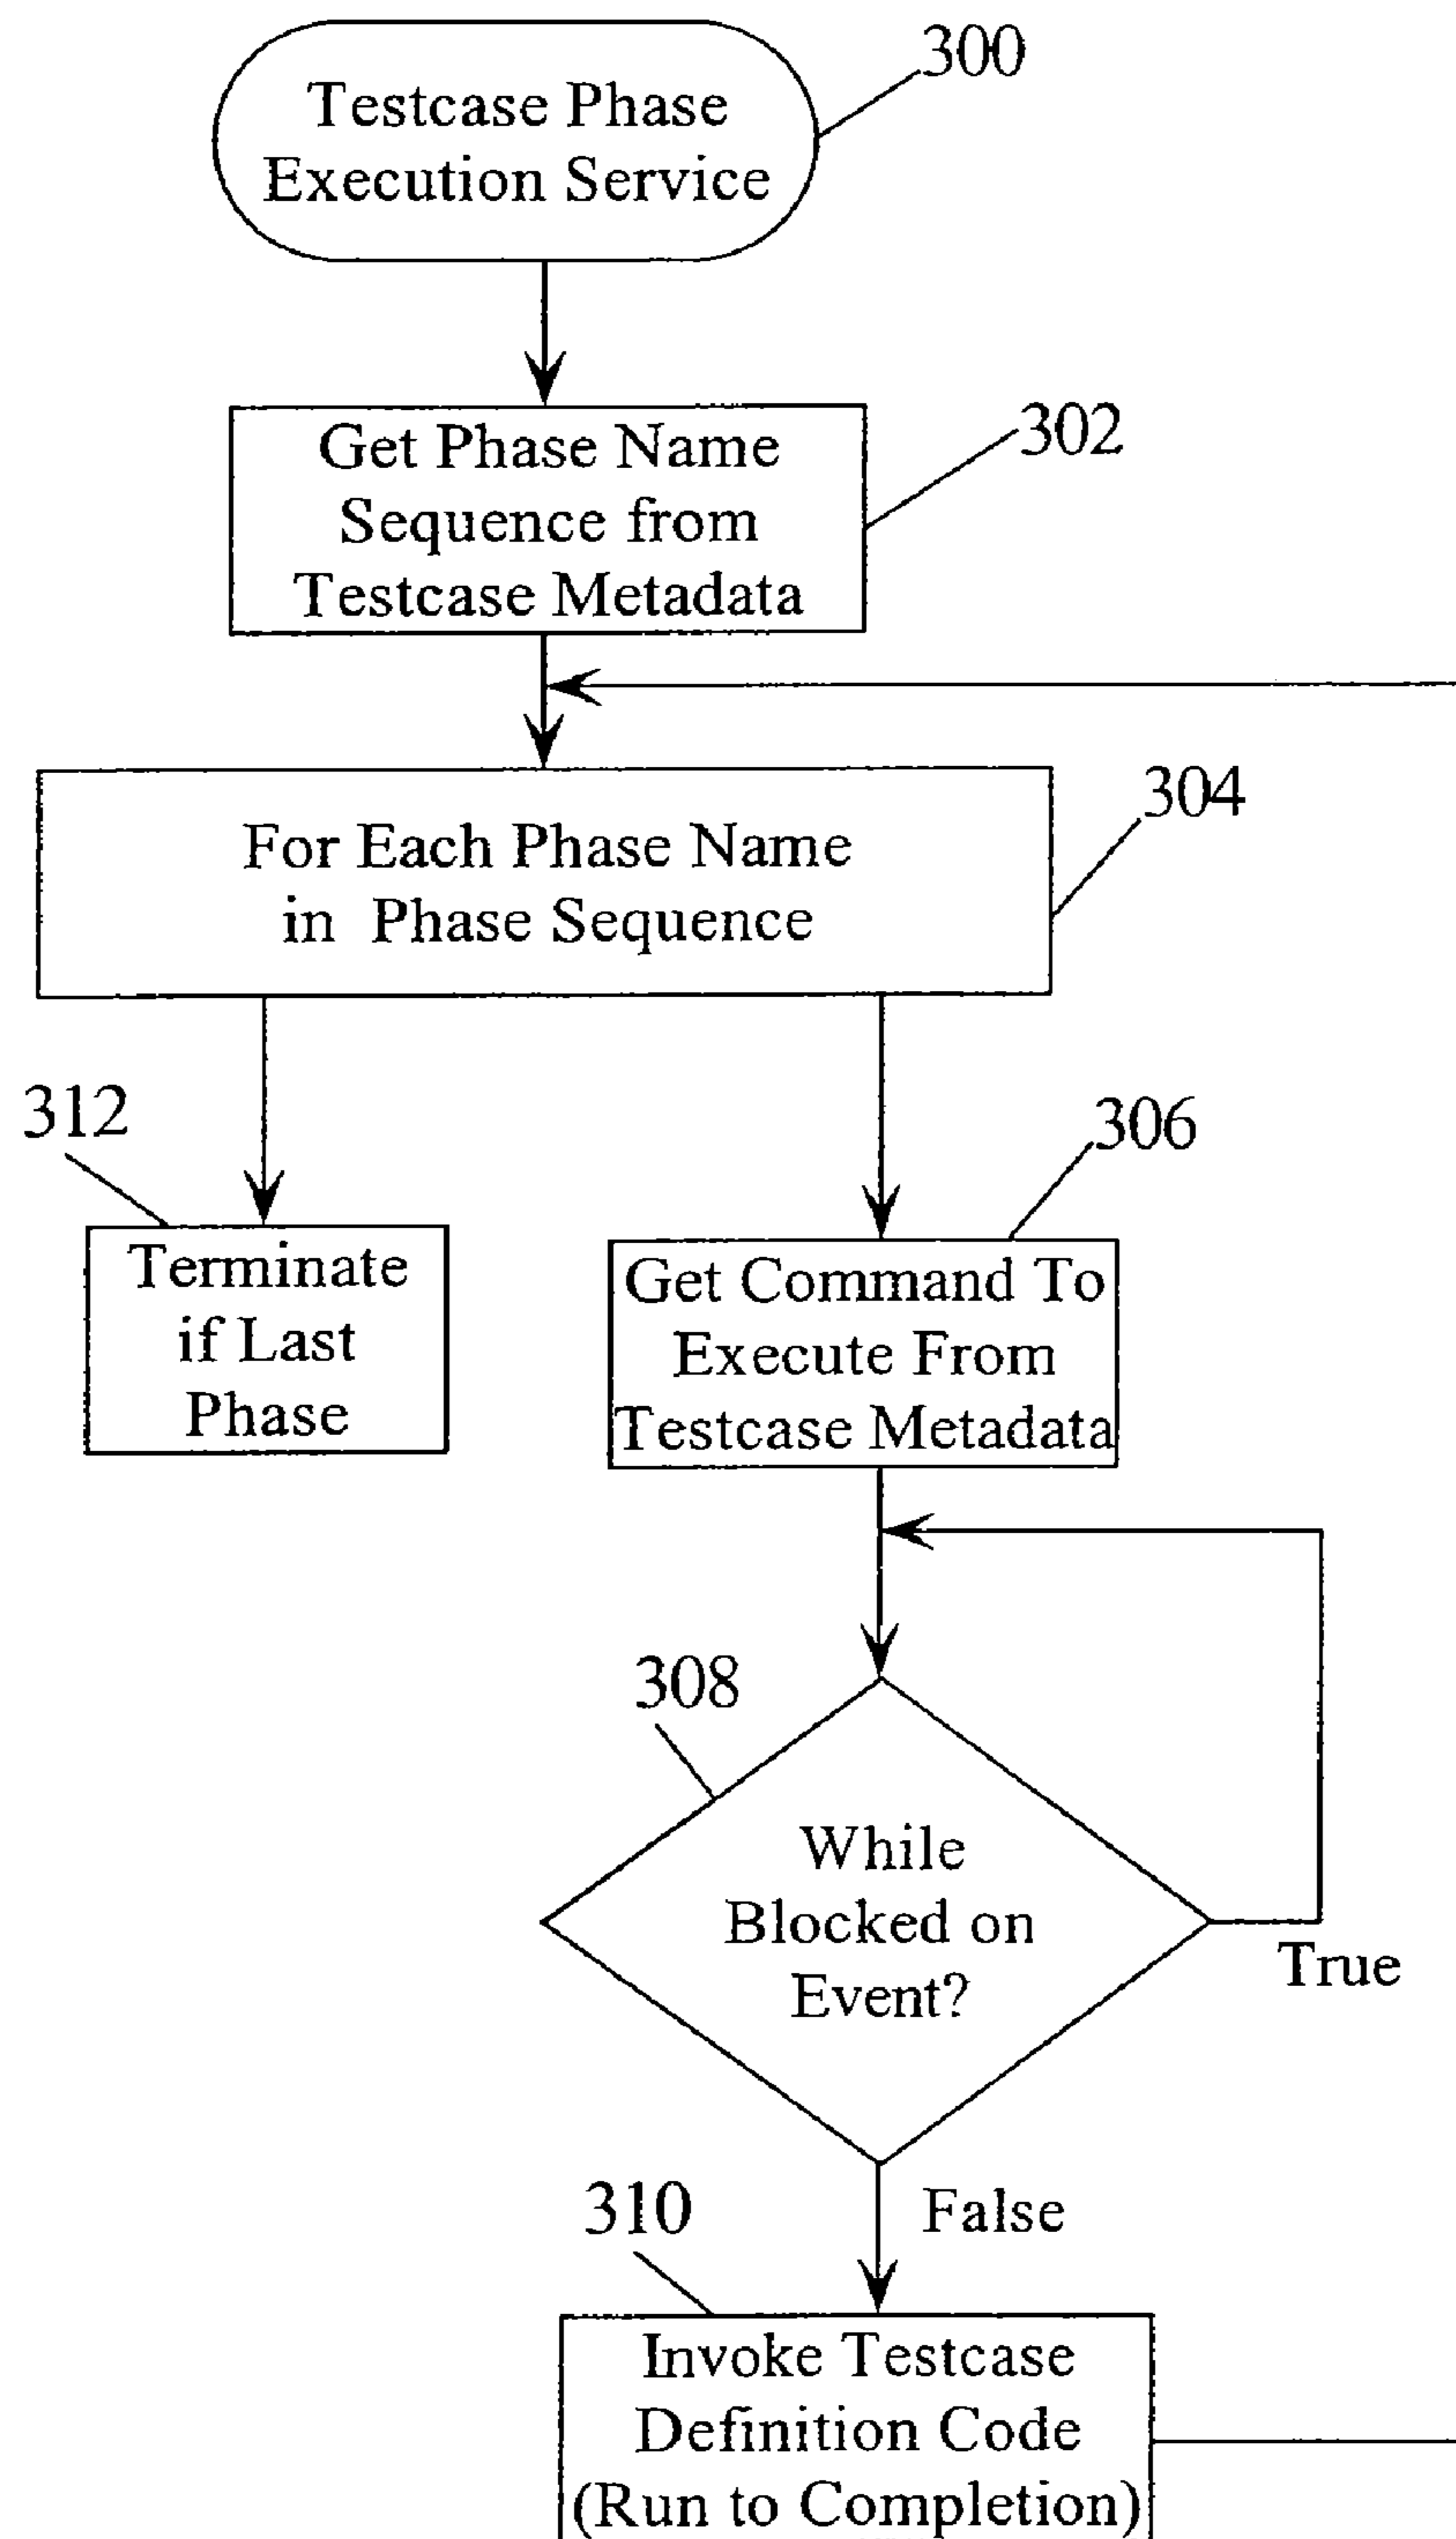 300
Testcase Phase
Execution Service
302
Get Phase Name
Sequence from
Testcase Metadata
304
For Each Phase Name
in Phase Sequence
312
306
Terminate
if Last
Phase
Get Command To
Execute From
Testcase Metadata
308
While
Blocked on
Event?
True
310
False
Invoke Testcase
Definition Code
(Run to Completion)